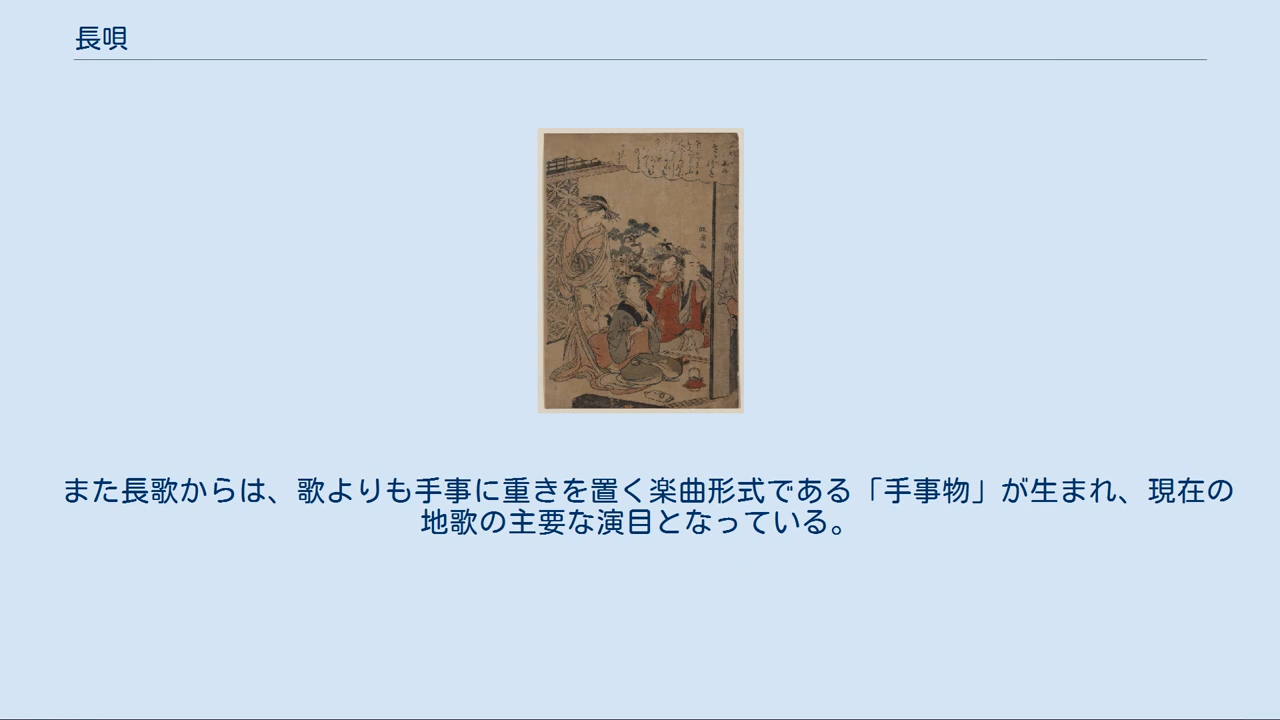 長唄
また長歌からは、歌よりも手事に重きを置く楽曲形式である「手事物」が生まれ、現在の
地歌の主要な演目となっている。